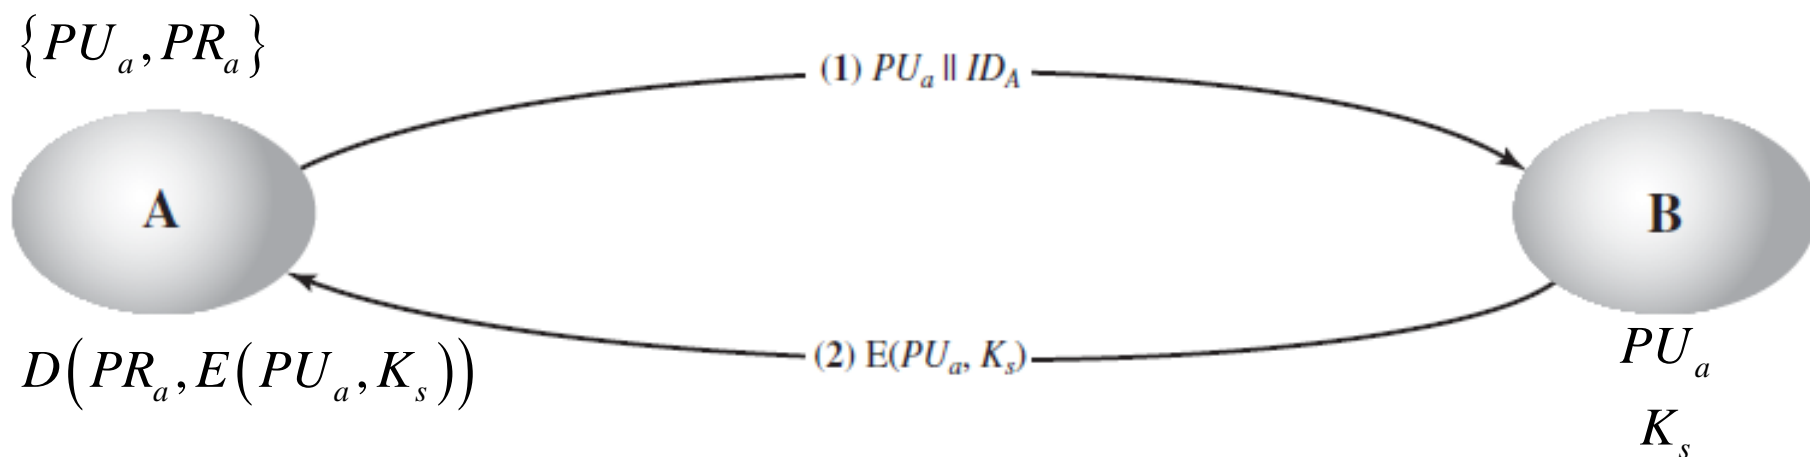 {PU_a, PR_a}
(1) PU_a || ID_A
A
B
D(PR_a, E(PU_a, K_s))
(2) E(PU_a, K_s)
PU_a
K_s